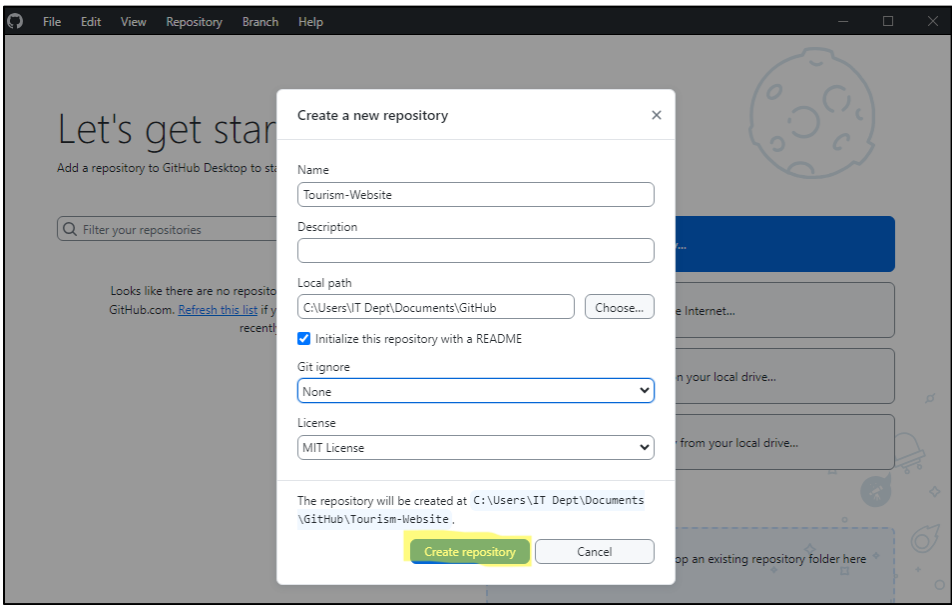 File Edit View Repository Branch Help
Let's get star
Add a repository to GitHub Desktop to sta
Filter your repositories
Looks like there are no reposito
GitHub.com. Refresh this list if y
recently
Create a new repository
Name
Tourism-Website
Description
Local path
C:\Users\IT Dept\Documents\GitHub
Choose...
Initialize this repository with a README
Git ignore
None
License
MIT License
The repository will be created at C:\Users\IT Dept\Documents
\GitHub\Tourism-Website.
Create repository
Cancel
y...
e Internet...
n your local drive...
from your local drive...
op an existing repository folder here